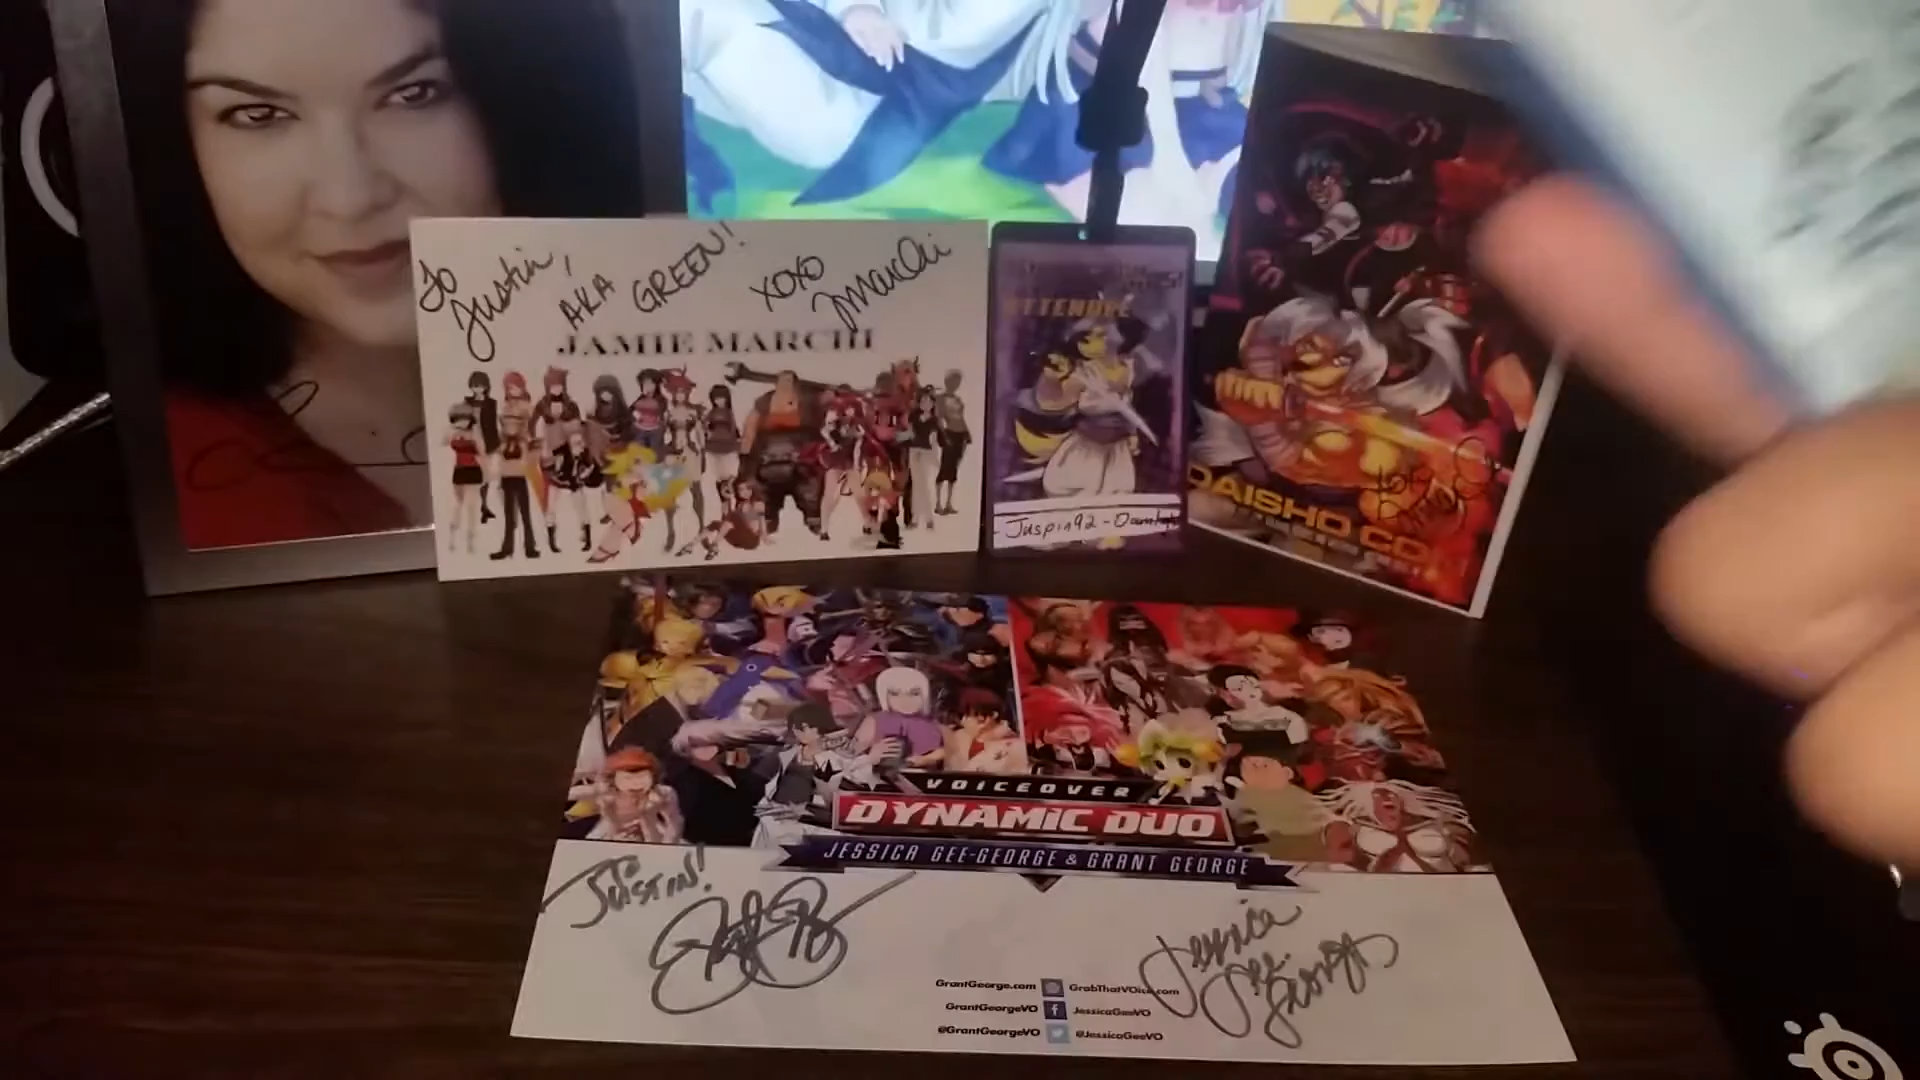 To
Justin,
AKA
GREEN!
XOXO
JMarchi
JAMIE MARCHI
ATTENDEE
Juspin92 -
DAISHO CON
VOICEOVER
DYNAMIC DUO
JESSICA GEE-GEORGE & GRANT GEORGE
To
JUSTIN!
Jessica
Gee
George
GrantGeorge.com GrabThatVOice.com
GrantGeorgeVO f JessicaGeeVO
@GrantGeorgeVO @JessicaGeeVO